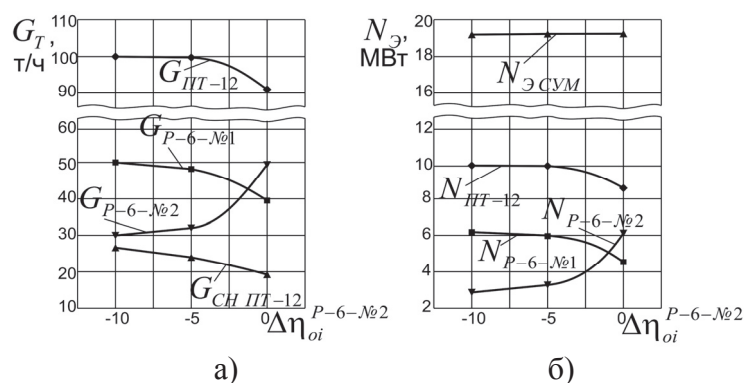 G_T, т/ч
110
100
90
60
50
40
30
20
10
G_ПТ–12
G_Р–6–№1
G_Р–6–№2
G_СН ПТ–12
-10
-5
0
Δη_oi^Р–6–№2
а)
N_Э, МВт
20
18
16
12
10
8
6
4
2
N_Э СУМ
N_ПТ–12
N_Р–6–№2
N_Р–6–№1
-10
-5
0
Δη_oi^Р–6–№2
б)